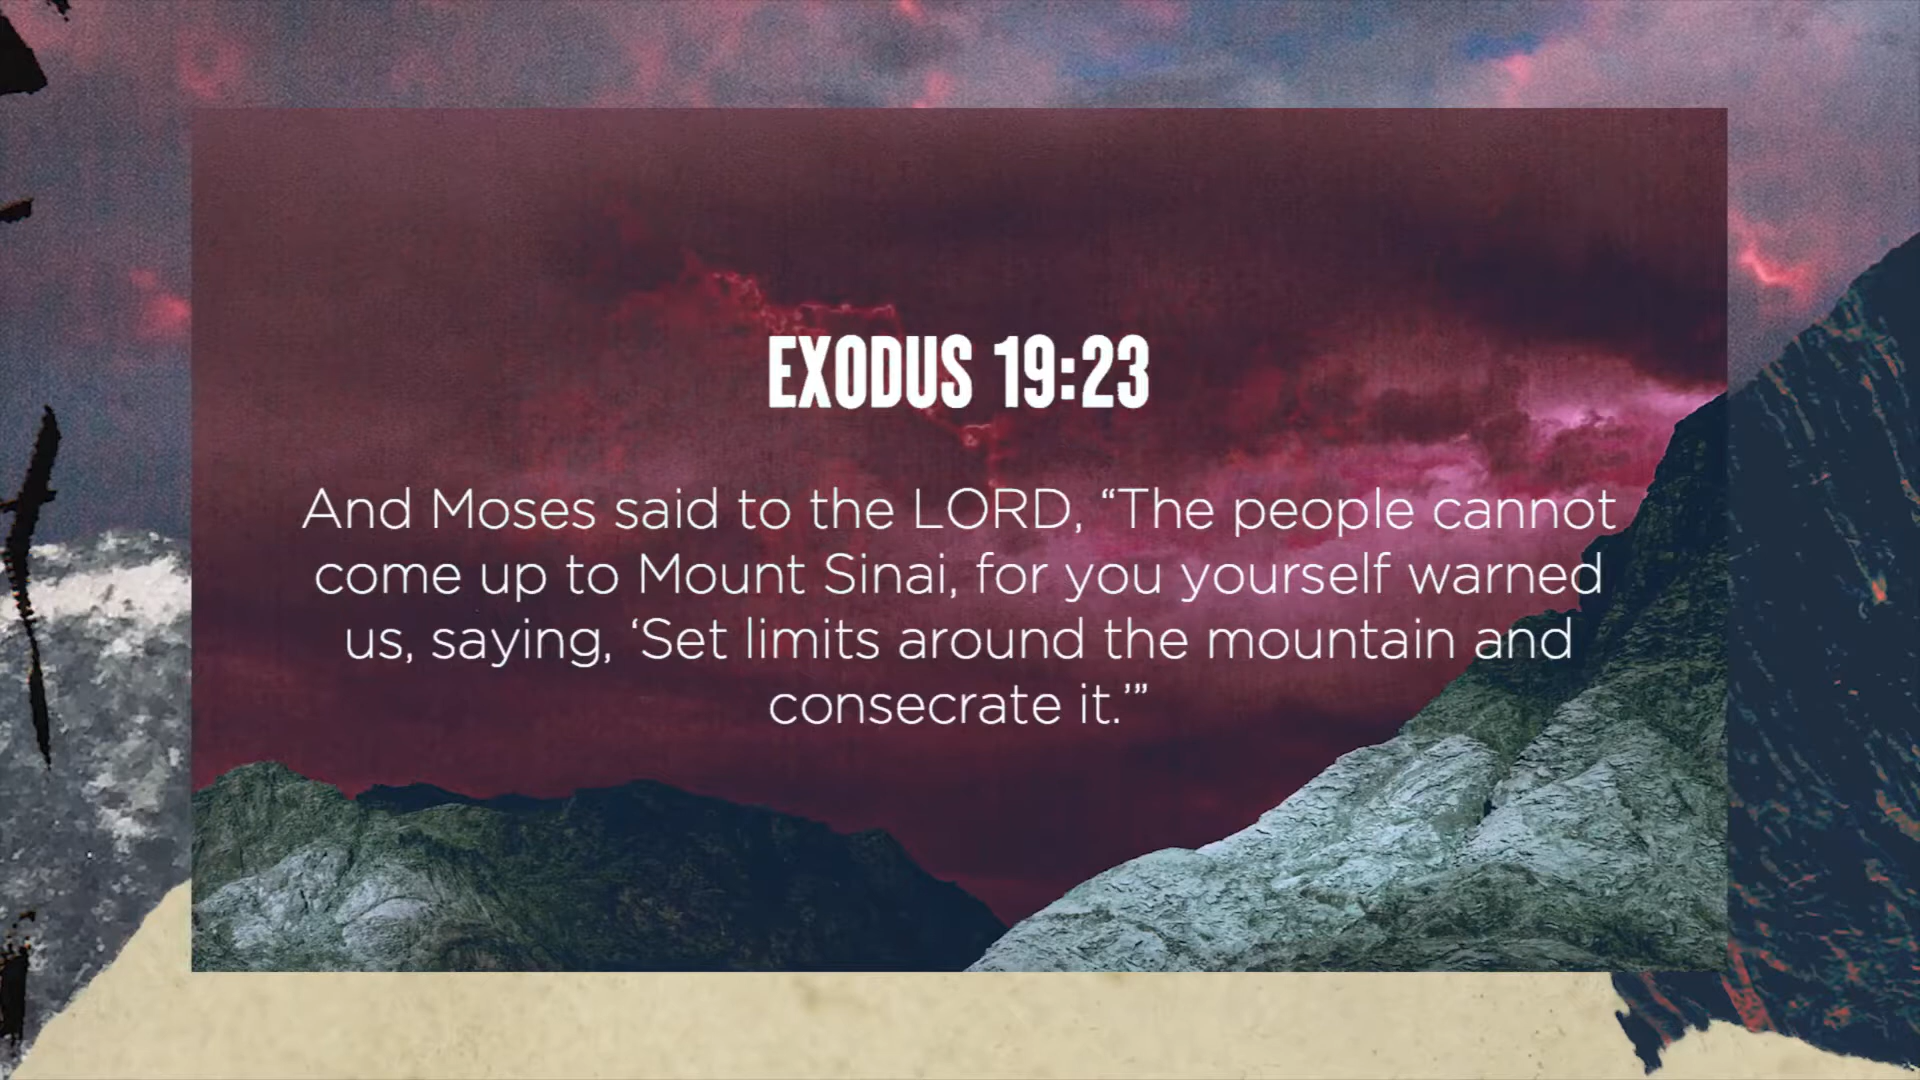 EXODUS 19:23
And Moses said to the LORD, “The people cannot
come up to Mount Sinai, for you yourself warned
us, saying, ‘Set limits around the mountain and
consecrate it.’”